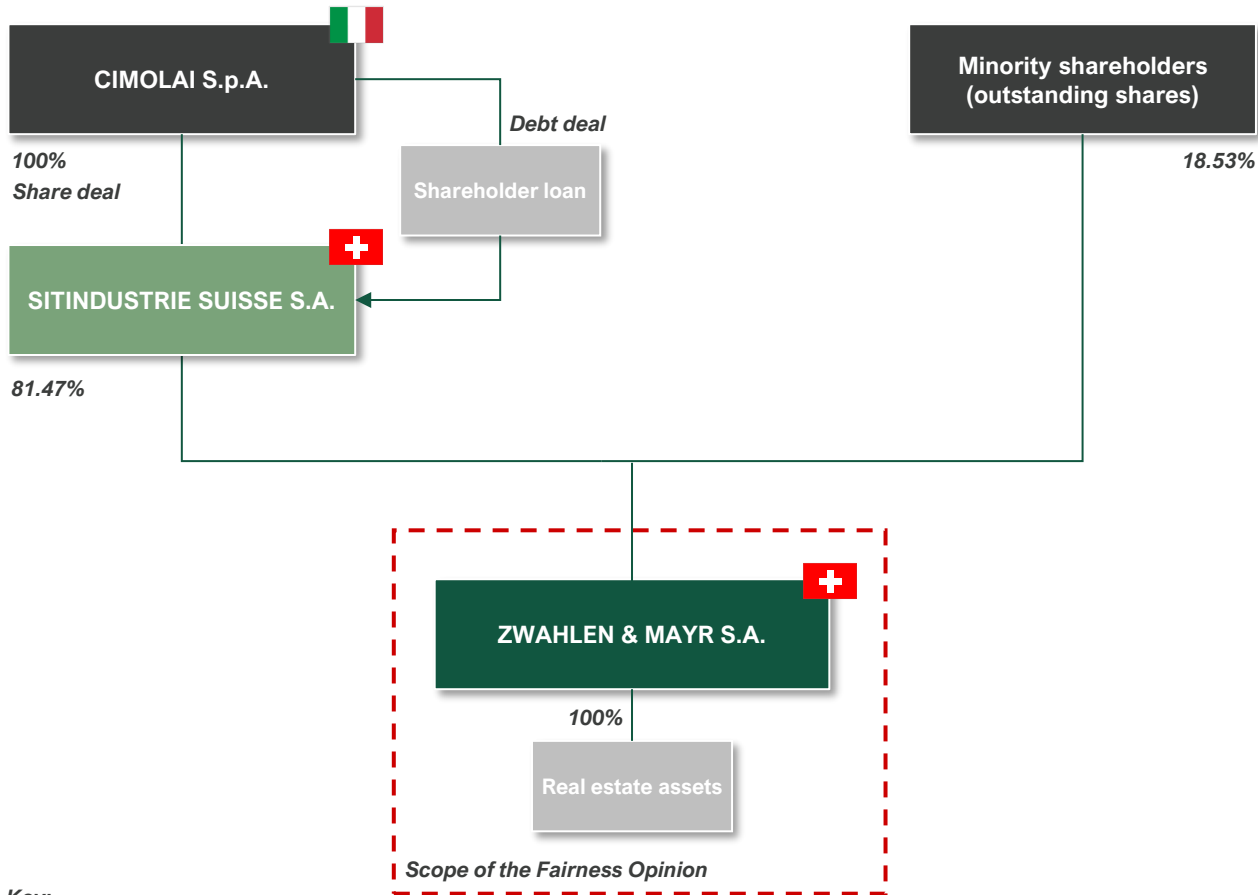 CIMOLAI S.p.A.
Minority shareholders
(outstanding shares)
Debt deal
100%
Share deal
18.53%
Shareholder loan
SITINDUSTRIE SUISSE S.A.
81.47%
ZWAHLEN & MAYR S.A.
100%
Real estate assets
Scope of the Fairness Opinion